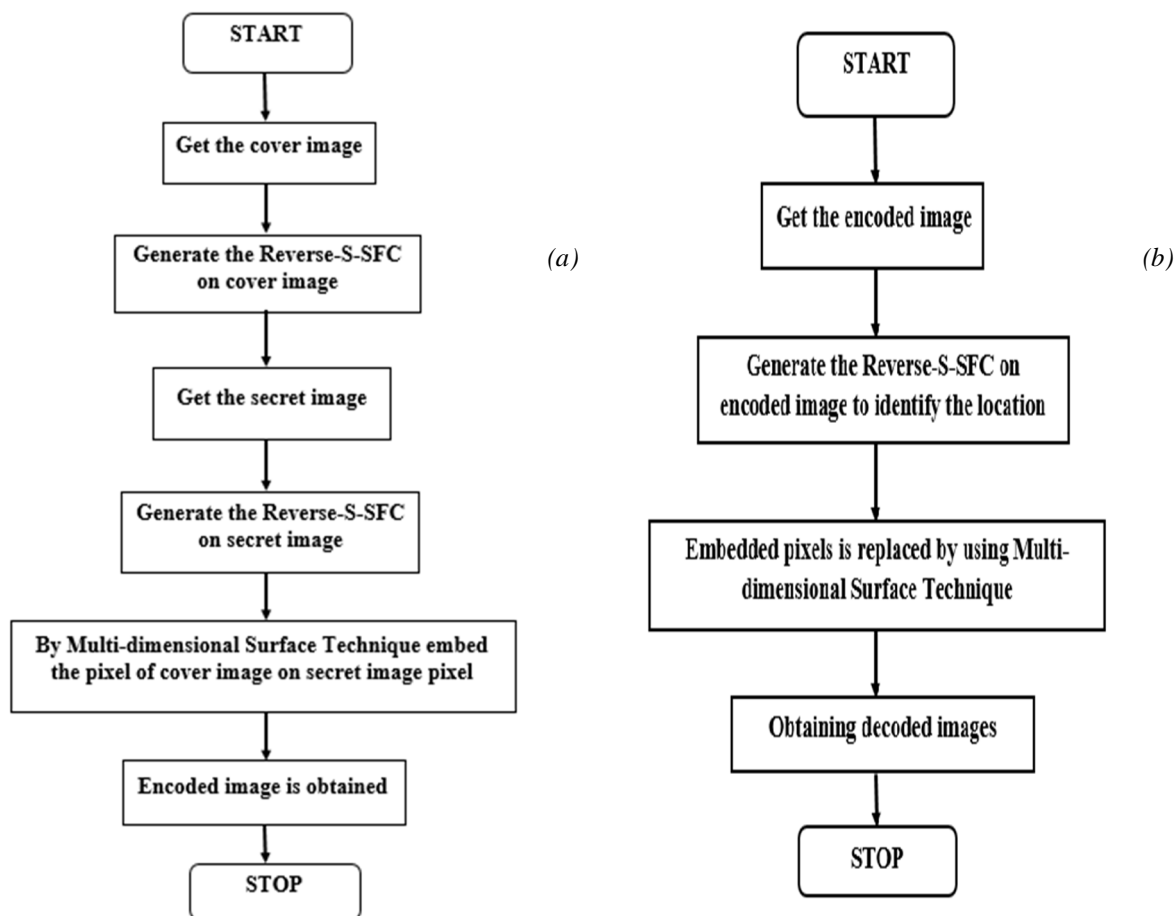 START
Get the cover image
Generate the Reverse-S-SFC
on cover image
Get the secret image
Generate the Reverse-S-SFC
on secret image
By Multi-dimensional Surface Technique embed
the pixel of cover image on secret image pixel
Encoded image is obtained
STOP
(a)
START
Get the encoded image
Generate the Reverse-S-SFC on
encoded image to identify the location
Embedded pixels is replaced by using Multi-
dimensional Surface Technique
Obtaining decoded images
STOP
(b)